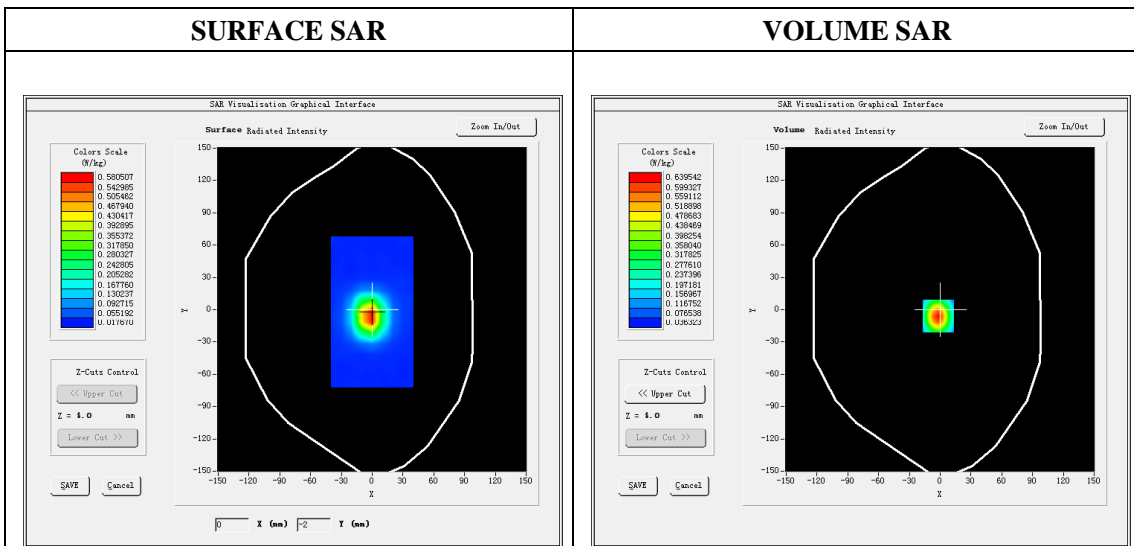 SURFACE SAR
VOLUME SAR
SAR Visualisation Graphical Interface
Surface Radiated Intensity
Zoom In/Out
Colors Scale
(W/kg)
0.580507
0.542985
0.505462
0.467940
0.430417
0.392895
0.355372
0.317850
0.280327
0.242805
0.205282
0.167760
0.130237
0.092715
0.055192
0.017670
150
120
90
60
30
0
-30
-60
-90
-120
-150
Y
-150 -120 -90 -60 -30 0 30 60 90 120 150
X
Z-Cuts Control
<< Upper Cut
Z = 4.0 mm
Lower Cut >>
SAVE Cancel
0 X (mm) -2 Y (mm)
SAR Visualisation Graphical Interface
Volume Radiated Intensity
Zoom In/Out
Colors Scale
(W/kg)
0.639542
0.599327
0.559112
0.518898
0.478683
0.438469
0.398254
0.358040
0.317825
0.277610
0.237396
0.197181
0.156967
0.116752
0.076538
0.036323
150
120
90
60
30
0
-30
-60
-90
-120
-150
Y
-150 -120 -90 -60 -30 0 30 60 90 120 150
X
Z-Cuts Control
<< Upper Cut
Z = 4.0 mm
Lower Cut >>
SAVE Cancel